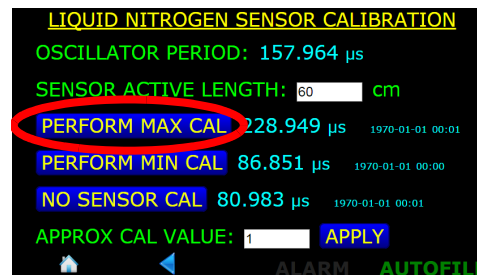 LIQUID NITROGEN SENSOR CALIBRATION
OSCILLATOR PERIOD: 157.964 µs
SENSOR ACTIVE LENGTH: 60 cm
PERFORM MAX CAL 228.949 µs 1970-01-01 00:01
PERFORM MIN CAL 86.851 µs 1970-01-01 00:00
NO SENSOR CAL 80.983 µs 1970-01-01 00:01
APPROX CAL VALUE: 1 APPLY
ALARM AUTOFILL